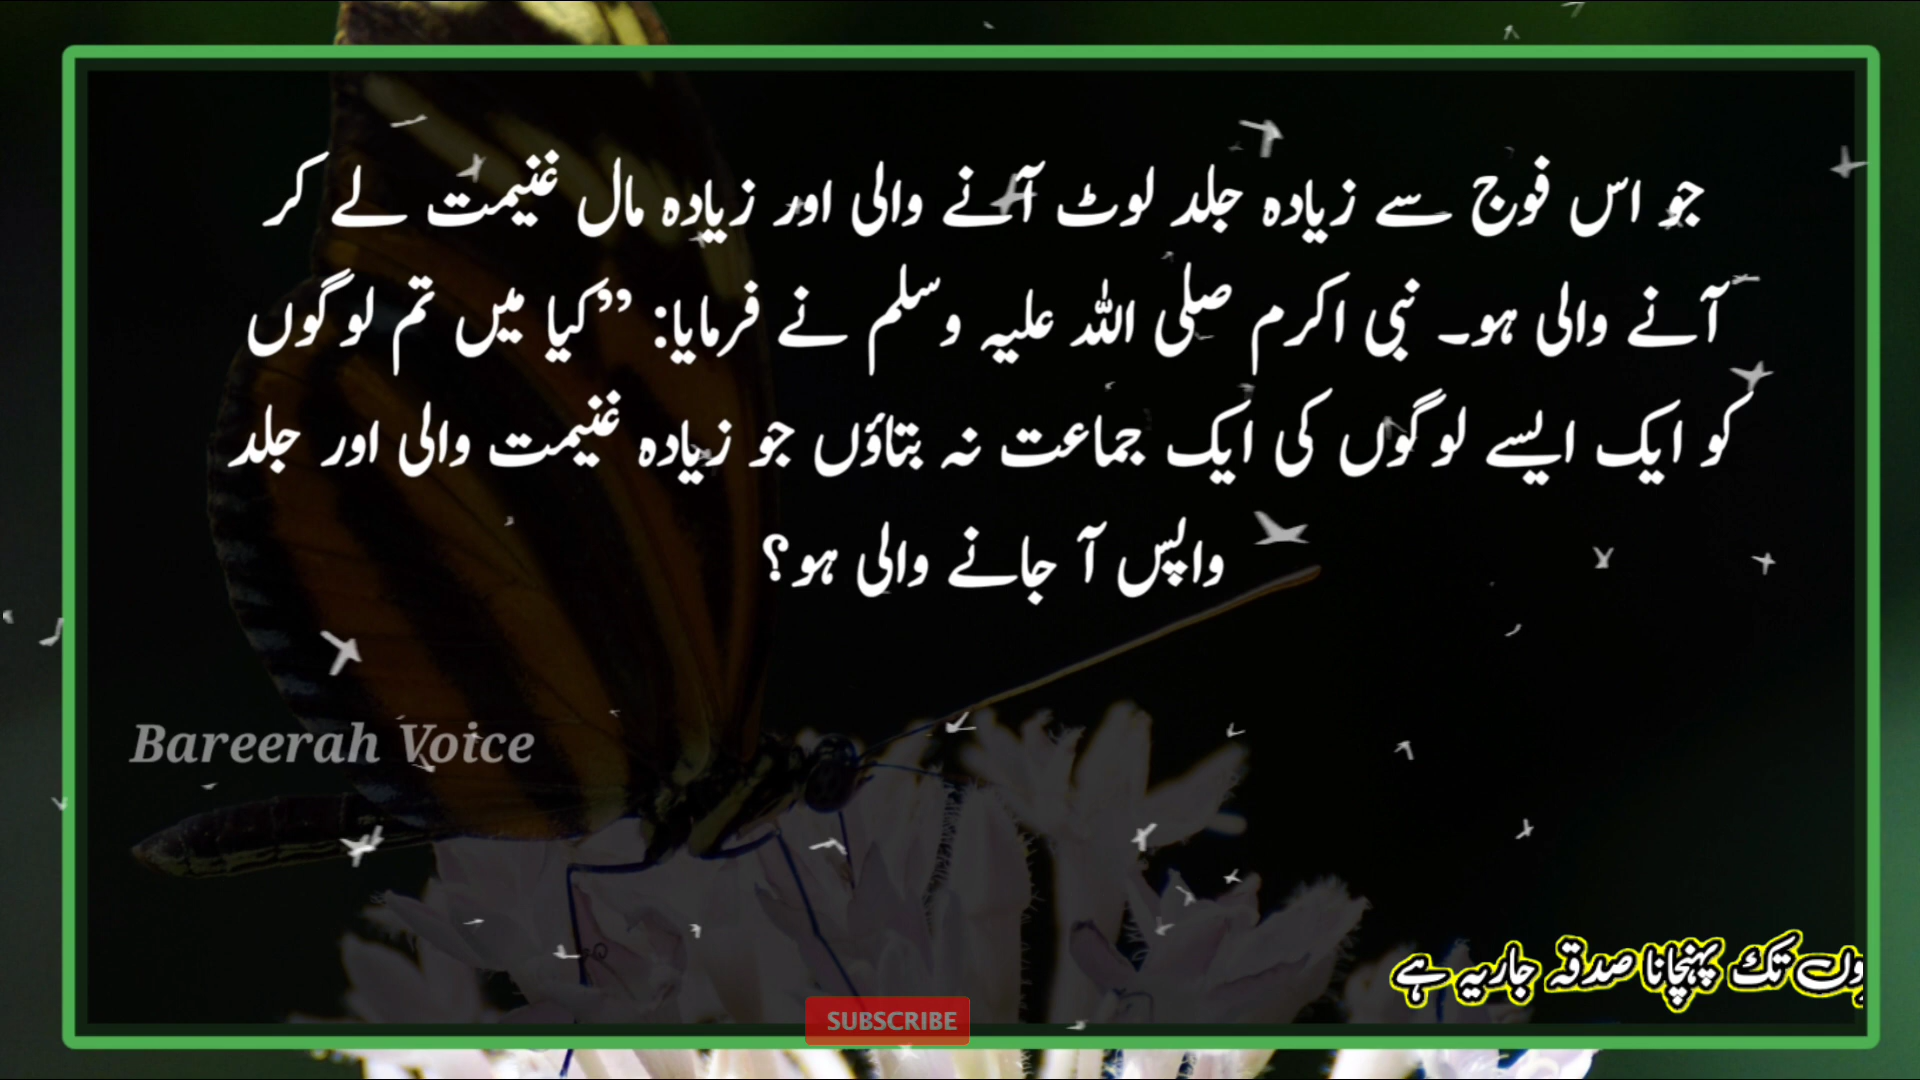 جو اس فوج سے زیادہ جلد لوٹ آنے والی اور زیادہ مال غنیمت لے کر
آنے والی ہو۔ نبی اکرم صلی اللہ علیہ وسلم نے فرمایا: ”کیا میں تم لوگوں
کو ایک ایسے لوگوں کی ایک جماعت نہ بتاؤں جو زیادہ غنیمت والی اور جلد
واپس آ جانے والی ہو؟
Bareerah Voice
تک پہنچانا صدقہ جاریہ ہے
SUBSCRIBE